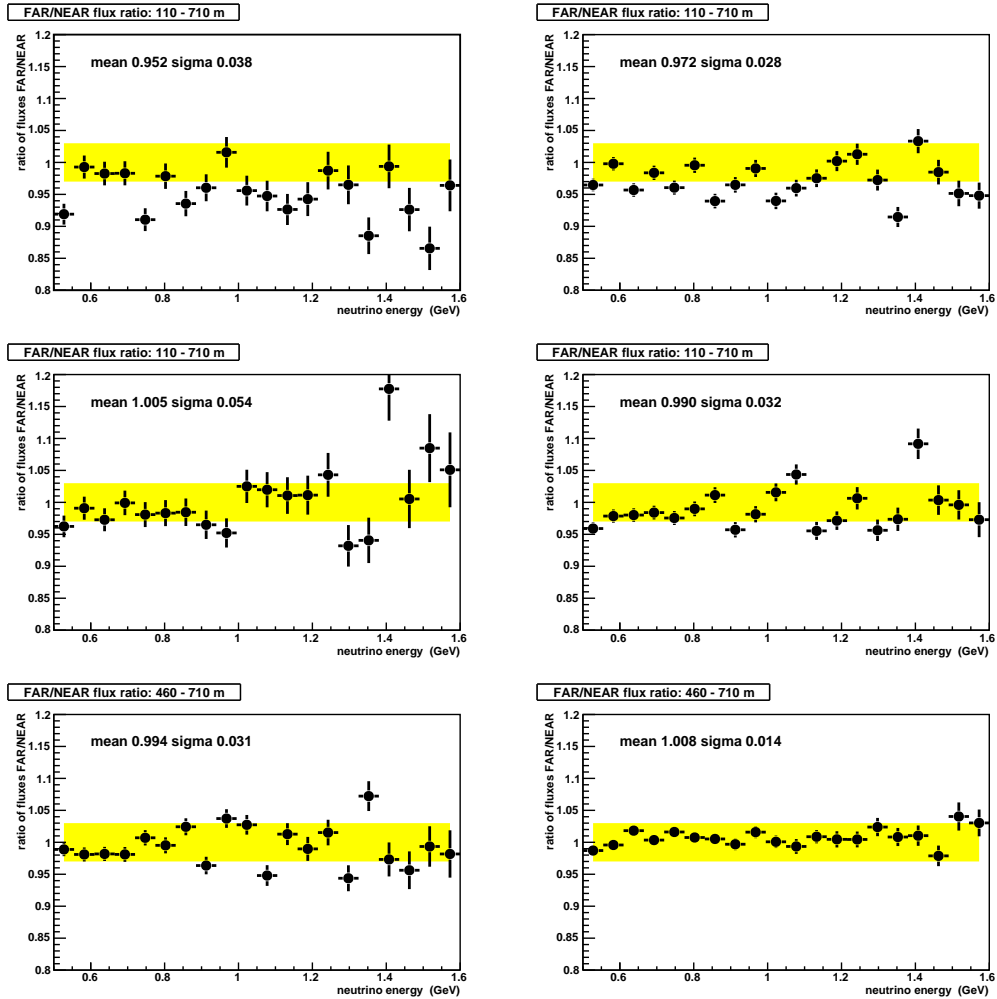 FAR/NEAR flux ratio: 110 - 710 m
ratio of fluxes FAR/NEAR
1.2
1.15
1.1
1.05
1
0.95
0.9
0.85
0.8
mean 0.952 sigma 0.038
0.6 0.8 1 1.2 1.4 1.6
neutrino energy (GeV)
FAR/NEAR flux ratio: 110 - 710 m
ratio of fluxes FAR/NEAR
1.2
1.15
1.1
1.05
1
0.95
0.9
0.85
0.8
mean 0.972 sigma 0.028
0.6 0.8 1 1.2 1.4 1.6
neutrino energy (GeV)
FAR/NEAR flux ratio: 110 - 710 m
ratio of fluxes FAR/NEAR
1.2
1.15
1.1
1.05
1
0.95
0.9
0.85
0.8
mean 1.005 sigma 0.054
0.6 0.8 1 1.2 1.4 1.6
neutrino energy (GeV)
FAR/NEAR flux ratio: 110 - 710 m
ratio of fluxes FAR/NEAR
1.2
1.15
1.1
1.05
1
0.95
0.9
0.85
0.8
mean 0.990 sigma 0.032
0.6 0.8 1 1.2 1.4 1.6
neutrino energy (GeV)
FAR/NEAR flux ratio: 460 - 710 m
ratio of fluxes FAR/NEAR
1.2
1.15
1.1
1.05
1
0.95
0.9
0.85
0.8
mean 0.994 sigma 0.031
0.6 0.8 1 1.2 1.4 1.6
neutrino energy (GeV)
FAR/NEAR flux ratio: 460 - 710 m
ratio of fluxes FAR/NEAR
1.2
1.15
1.1
1.05
1
0.95
0.9
0.85
0.8
mean 1.008 sigma 0.014
0.6 0.8 1 1.2 1.4 1.6
neutrino energy (GeV)